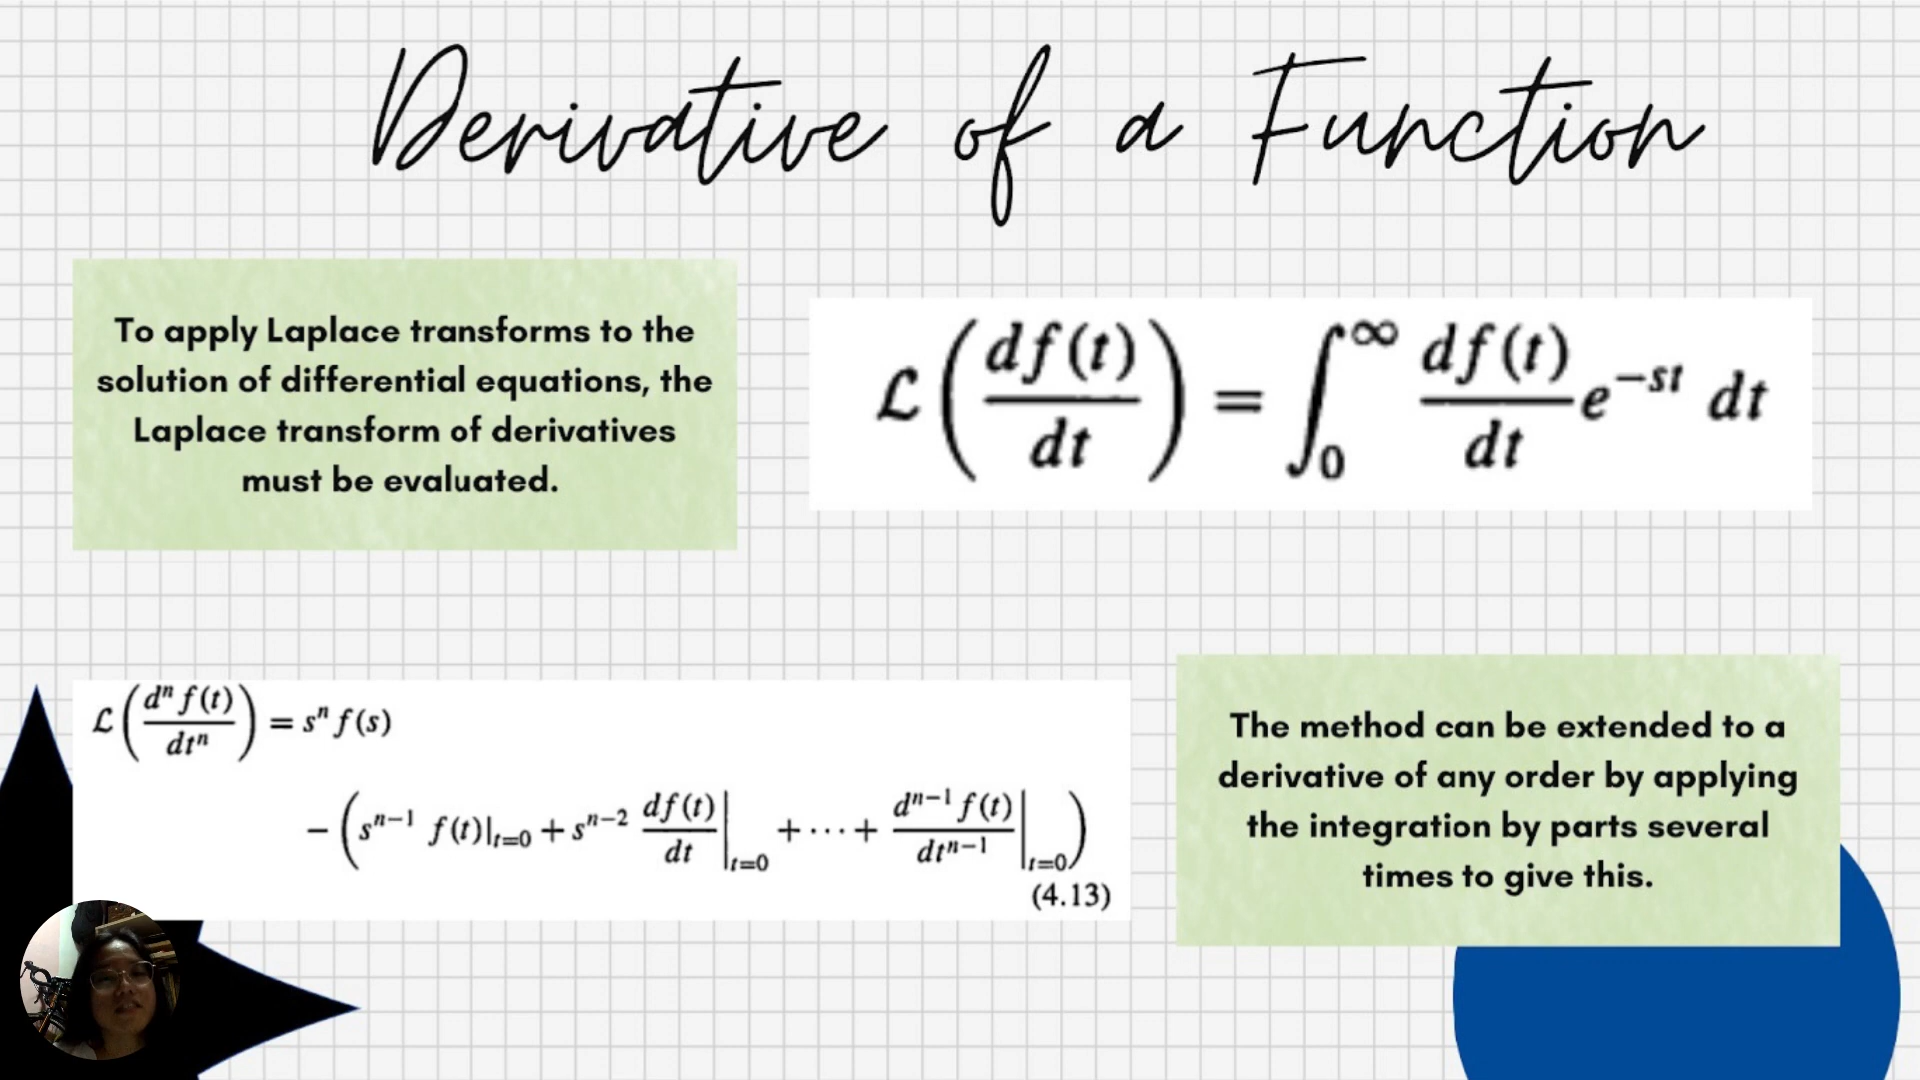 Derivative of a Function
To apply Laplace transforms to the
solution of differential equations, the
Laplace transform of derivatives
must be evaluated.
ℒ(df(t)/dt) = ∫₀^∞ df(t)/dt e^{−st} dt
ℒ(dⁿ f(t)/dtⁿ) = sⁿ f(s)
− (s^{n−1} f(t)|_{t=0} + s^{n−2} df(t)/dt|_{t=0} + ⋯ + d^{n−1} f(t)/dt^{n−1}|_{t=0})
(4.13)
The method can be extended to a
derivative of any order by applying
the integration by parts several
times to give this.